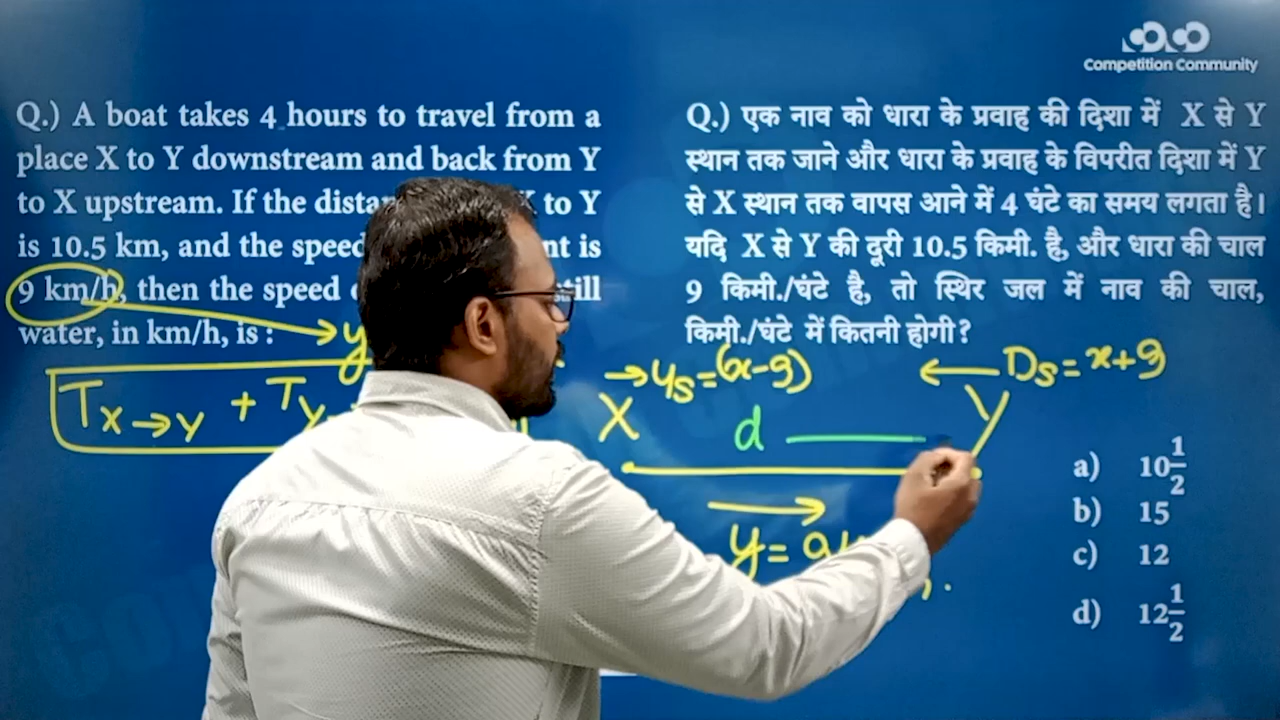 Competition Community
Q.) A boat takes 4 hours to travel from a
place X to Y downstream and back from Y
to X upstream. If the X to Y
is 10.5 km, and the speed is
9 km/h, then the speed
water, in km/h, is :
y
T x → y + T y
Q.) एक नाव को धारा के प्रवाह की दिशा में X से Y
स्थान तक जाने और धारा के प्रवाह के विपरीत दिशा में Y
से X स्थान तक वापस आने में 4 घंटे का समय लगता है।
यदि X से Y की दूरी 10.5 किमी. है, और धारा की चाल
9 किमी./घंटे है, तो स्थिर जल में नाव की चाल,
किमी./घंटे में कितनी होगी?
→ US = (x-9)
← DS = x+9
X d Y
→
y =
a) 10 1/2
b) 15
c) 12
d) 12 1/2